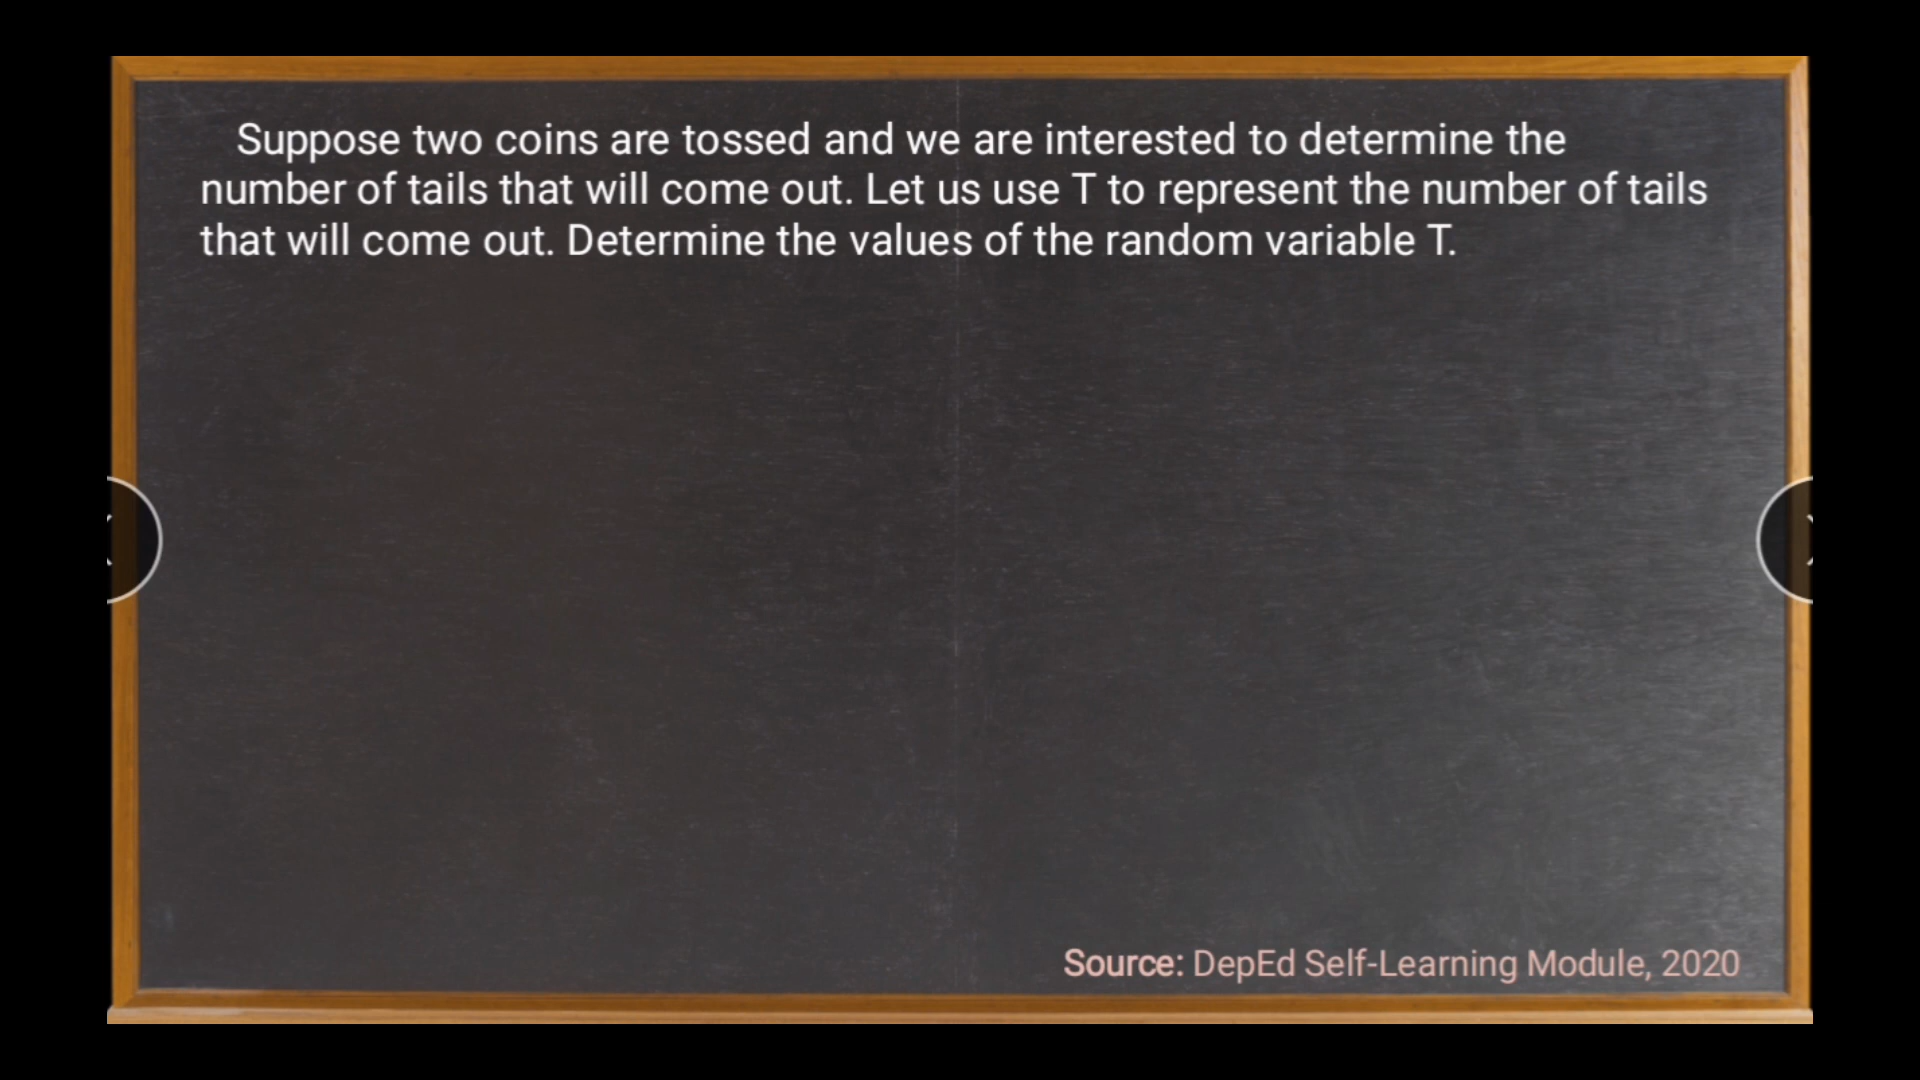 Suppose two coins are tossed and we are interested to determine the
number of tails that will come out. Let us use T to represent the number of tails
that will come out. Determine the values of the random variable T.
Source: DepEd Self-Learning Module, 2020